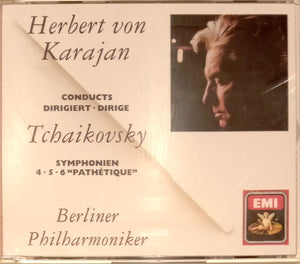 Herbert von
Karajan
CONDUCTS
DIRIGIERT · DIRIGE
Tchaikovsky
SYMPHONIEN
4 · 5 · 6 "PATHÉTIQUE"
Berliner
Philharmoniker
EMI